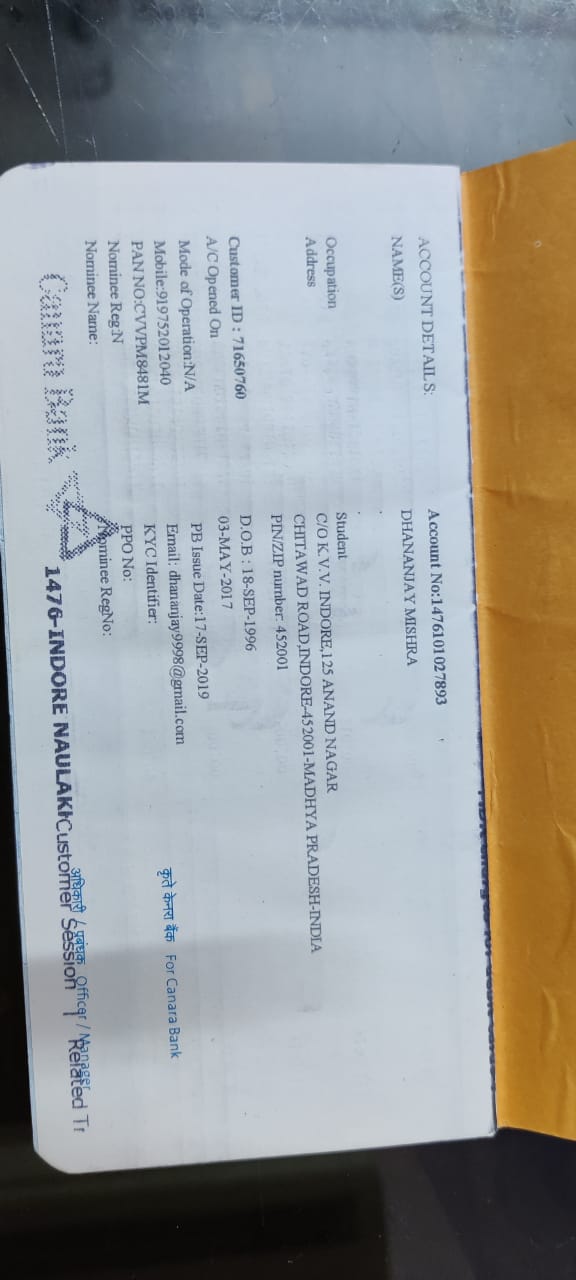 ACCOUNT DETAILS: Account No:1476101027893
NAME(S) DHANANJAY MISHRA
Occupation Student
Address C/O K.V.V. INDORE,125 ANAND NAGAR
CHITAWAD ROAD,INDORE-452001-MADHYA PRADESH-INDIA
PIN/ZIP number: 452001
Customer ID : 71650760 D.O.B : 18-SEP-1996
A/C Opened On 03-MAY-2017
Mode of Operation:N/A PB Issue Date:17-SEP-2019
Mobile:919752012040 Email: dhananjay9998@gmail.com
PAN NO:CVVPM8481M KYC Identifier:
Nominee Reg:N PPO No:
Nominee Name: Nominee RegNo:
कृते केनरा बैंक For Canara Bank
अधिकारी / प्रबंधक Officer / Manager
Canara Bank 1476-INDORE NAULAKH Customer Session | Related Tr